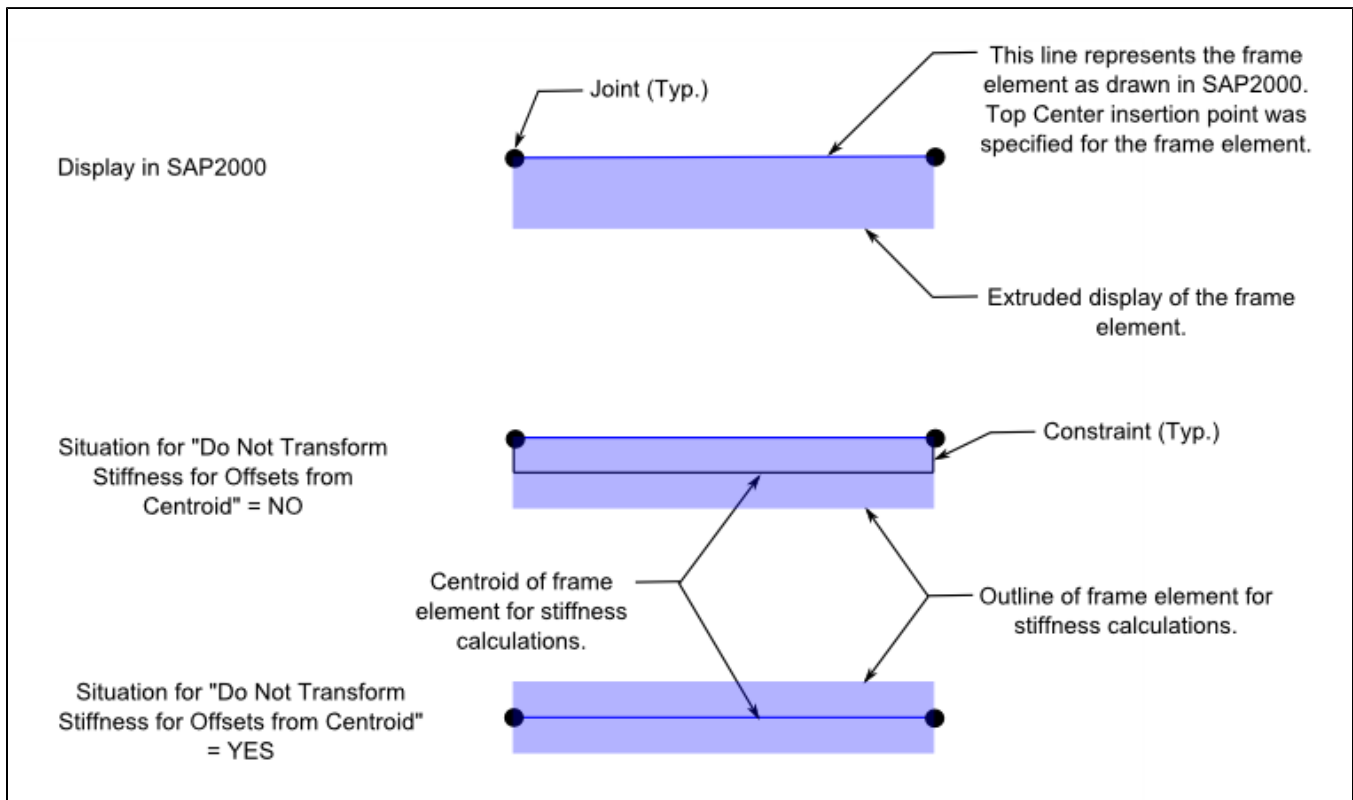 Joint (Typ.)
This line represents the frame
element as drawn in SAP2000.
Top Center insertion point was
specified for the frame element.
Display in SAP2000
Extruded display of the frame
element.
Situation for "Do Not Transform
Stiffness for Offsets from
Centroid" = NO
Constraint (Typ.)
Centroid of frame
element for stiffness
calculations.
Outline of frame element for
stiffness calculations.
Situation for "Do Not Transform
Stiffness for Offsets from Centroid"
= YES